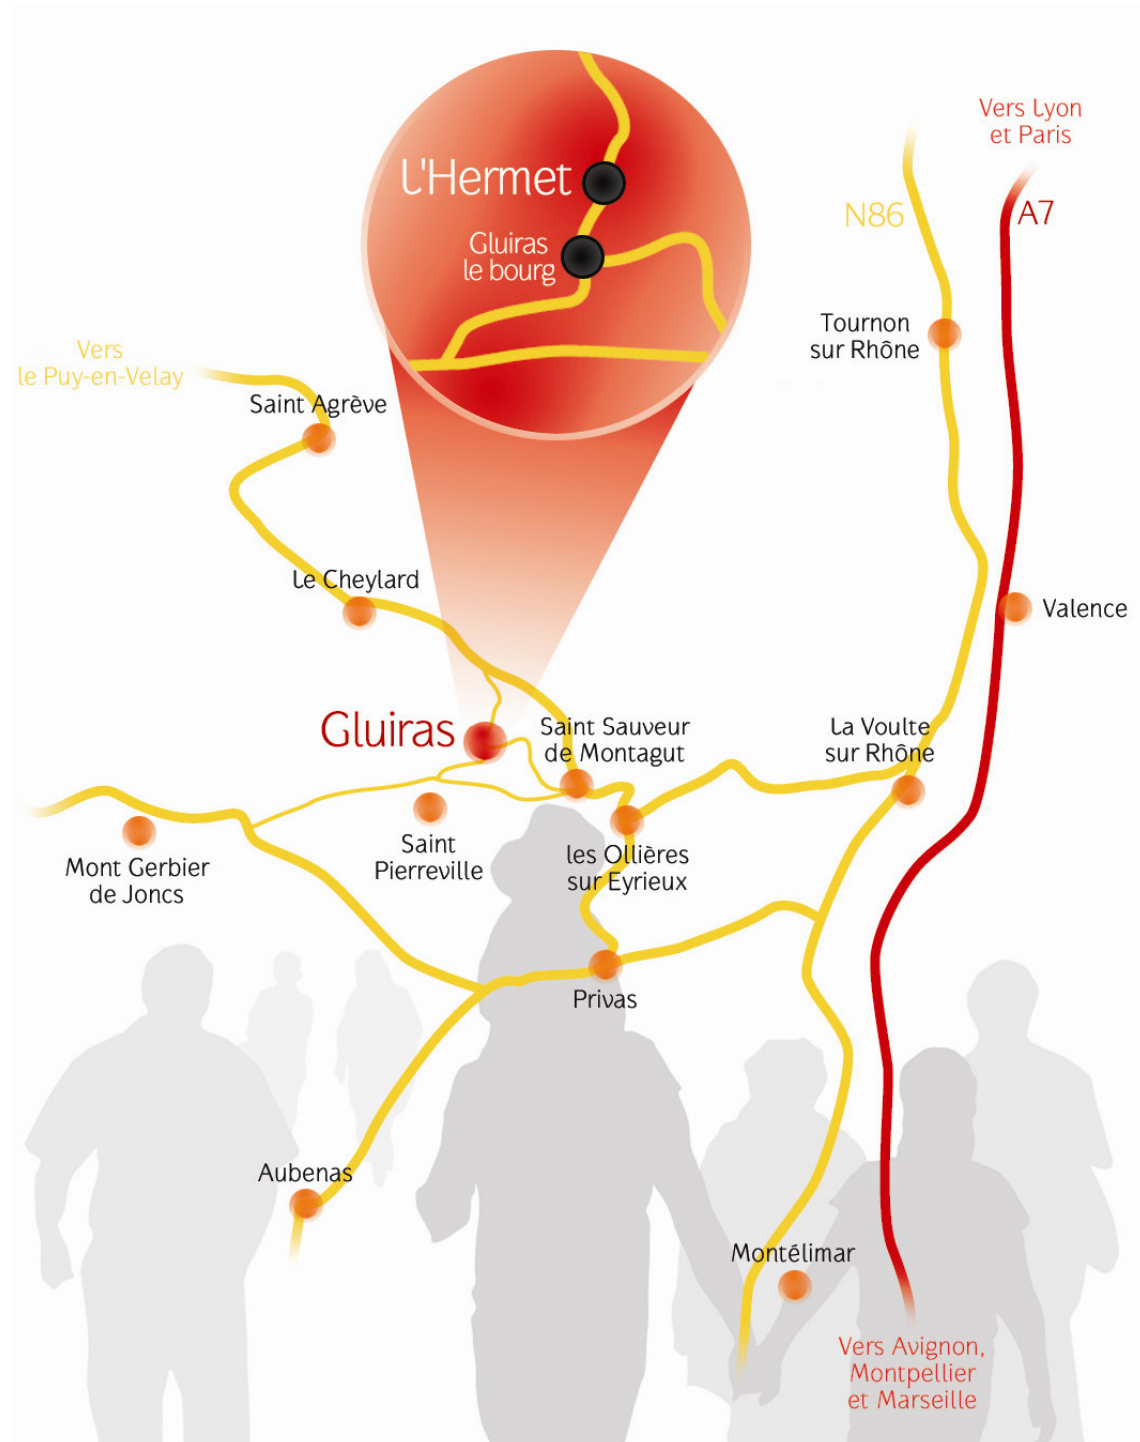 Vers Lyon
et Paris
L'Hermet
N86
A7
Gluiras
le bourg
Tournon
sur Rhône
Vers
le Puy-en-Velay
Saint Agrève
Le Cheylard
Valence
Gluiras
Saint Sauveur
de Montagut
La Voulte
sur Rhône
Saint
Pierreville
les Ollières
sur Eyrieux
Mont Gerbier
de Joncs
Privas
Aubenas
Montélimar
Vers Avignon,
Montpellier
et Marseille